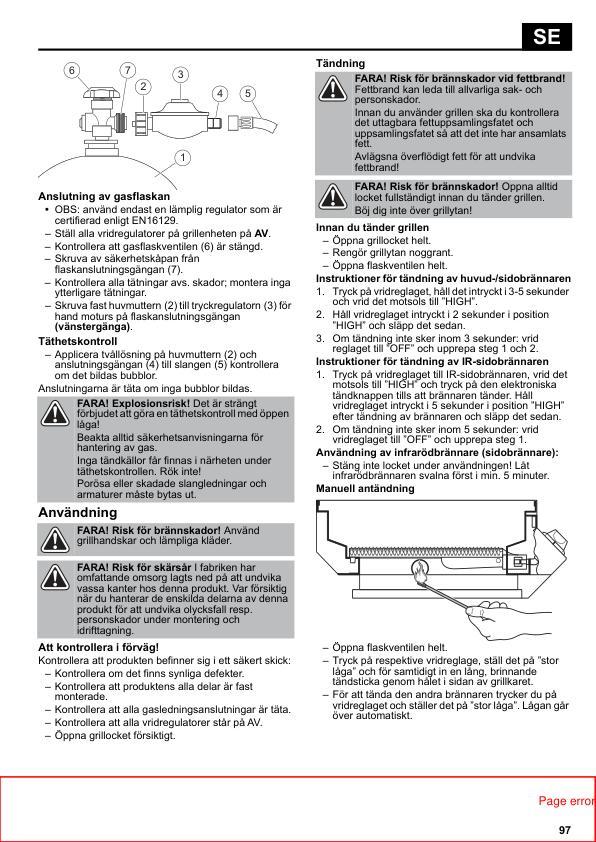 SE
6
7
2
3
4
5
1
Anslutning av gasflaskan
• OBS: använd endast en lämplig regulator som är
certifierad enligt EN16129.
– Ställ alla vridregulatorer på grillenheten på AV.
– Kontrollera att gasflaskventilen (6) är stängd.
– Skruva av säkerhetskåpan från
flaskanslutningsgängan (7).
– Kontrollera alla tätningar avs. skador; montera inga
ytterligare tätningar.
– Skruva fast huvmuttern (2) till tryckregulatorn (3) för
hand moturs på flaskanslutningsgängan
(vänstergänga).
Täthetskontroll
– Applicera tvållösning på huvmuttern (2) och
anslutningsgängan (4) till slangen (5) kontrollera
om det bildas bubblor.
Anslutningarna är täta om inga bubblor bildas.
FARA! Explosionsrisk! Det är strängt
förbjudet att göra en täthetskontroll med öppen
låga!
Beakta alltid säkerhetsanvisningarna för
hantering av gas.
Inga tändkällor får finnas i närheten under
täthetskontrollen. Rök inte!
Porösa eller skadade slangledningar och
armaturer måste bytas ut.
Användning
FARA! Risk för brännskador! Använd
grillhandskar och lämpliga kläder.
FARA! Risk för skärsår I fabriken har
omfattande omsorg lagts ned på att undvika
vassa kanter hos denna produkt. Var försiktig
när du hanterar de enskilda delarna av denna
produkt för att undvika olycksfall resp.
personskador under montering och
idrifttagning.
Att kontrollera i förväg!
Kontrollera att produkten befinner sig i ett säkert skick:
– Kontrollera om det finns synliga defekter.
– Kontrollera att produktens alla delar är fast
monterade.
– Kontrollera att alla gasledningsanslutningar är täta.
– Kontrollera att alla vridregulatorer står på AV.
– Öppna grillocket försiktigt.
Tändning
FARA! Risk för brännskador vid fettbrand!
Fettbrand kan leda till allvarliga sak- och
personskador.
Innan du använder grillen ska du kontrollera
det uttagbara fettuppsamlingsfatet och
uppsamlingsfatet så att det inte har ansamlats
fett.
Avlägsna överflödigt fett för att undvika
fettbrand!
FARA! Risk för brännskador! Öppna alltid
locket fullständigt innan du tänder grillen.
Böj dig inte över grillytan!
Innan du tänder grillen
– Öppna grillocket helt.
– Rengör grillytan noggrant.
– Öppna flaskventilen helt.
Instruktioner för tändning av huvud-/sidobrännaren
1. Tryck på vridreglaget, håll det intryckt i 3-5 sekunder
och vrid det motsols till ”HIGH”.
2. Håll vridreglaget intryckt i 2 sekunder i position
”HIGH” och släpp det sedan.
3. Om tändning inte sker inom 3 sekunder: vrid
reglaget till ”OFF” och upprepa steg 1 och 2.
Instruktioner för tändning av IR-sidobrännaren
1. Tryck på vridreglaget till IR-sidobrännaren, vrid det
motsols till ”HIGH” och tryck på den elektroniska
tändknappen tills att brännaren tänder. Håll
vridreglaget intryckt i 5 sekunder i position ”HIGH”
efter tändning av brännaren och släpp det sedan.
2. Om tändning inte sker inom 5 sekunder: vrid
vridreglaget till ”OFF” och upprepa steg 1.
Användning av infrarödbrännare (sidobrännare):
– Stäng inte locket under användningen! Låt
infrarödbrännaren svalna först i min. 5 minuter.
Manuell antändning
– Öppna flaskventilen helt.
– Tryck på respektive vridreglage, ställ det på ”stor
låga” och för samtidigt in en lång, brinnande
tändsticka genom hålet i sidan av grillkaret.
– För att tända den andra brännaren trycker du på
vridreglaget och ställer det på ”stor låga”. Lågan går
över automatiskt.
Page error
97